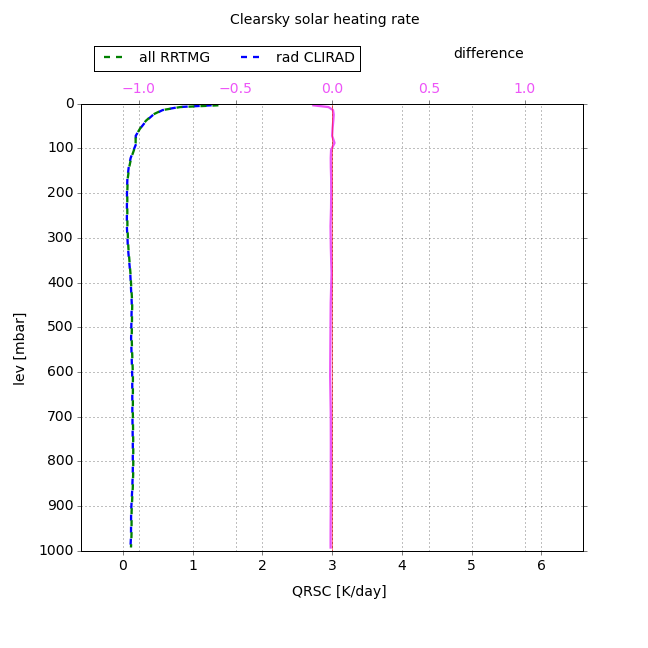 Clearsky solar heating rate
all RRTMG rad CLIRAD difference
−1.0 −0.5 0.0 0.5 1.0
0
100
200
300
400
500
600
700
800
900
1000
lev [mbar]
0 1 2 3 4 5 6
QRSC [K/day]